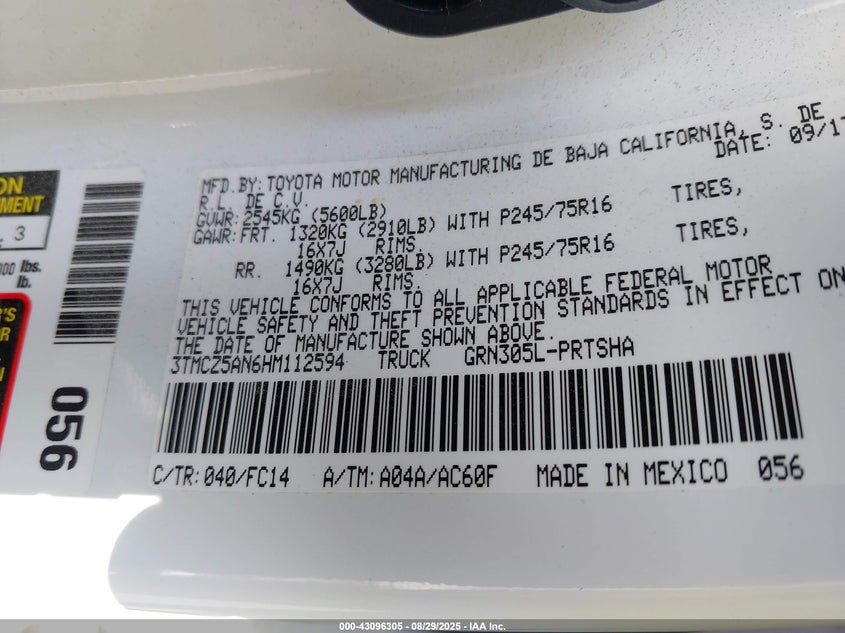 MFD.BY: TOYOTA MOTOR MANUFACTURING DE BAJA CALIFORNIA, S. DE
R.L. DE C.V. DATE: 09/17
GVWR: 2545KG (5600LB)
GAWR: FRT. 1320KG (2910LB) WITH P245/75R16 TIRES,
16X7J RIMS.
RR. 1490KG (3280LB) WITH P245/75R16 TIRES,
16X7J RIMS.
THIS VEHICLE CONFORMS TO ALL APPLICABLE FEDERAL MOTOR
VEHICLE SAFETY AND THEFT PREVENTION STANDARDS IN EFFECT ON
THE DATE OF MANUFACTURE SHOWN ABOVE.
3TMCZ5AN6HM112594 TRUCK GRN305L-PRTSHA
C/TR: 040/FC14 A/TM: A04A/AC60F MADE IN MEXICO 056
056
3
lbs.
lb.
000-43096305 - 08/29/2025 - IAA Inc.